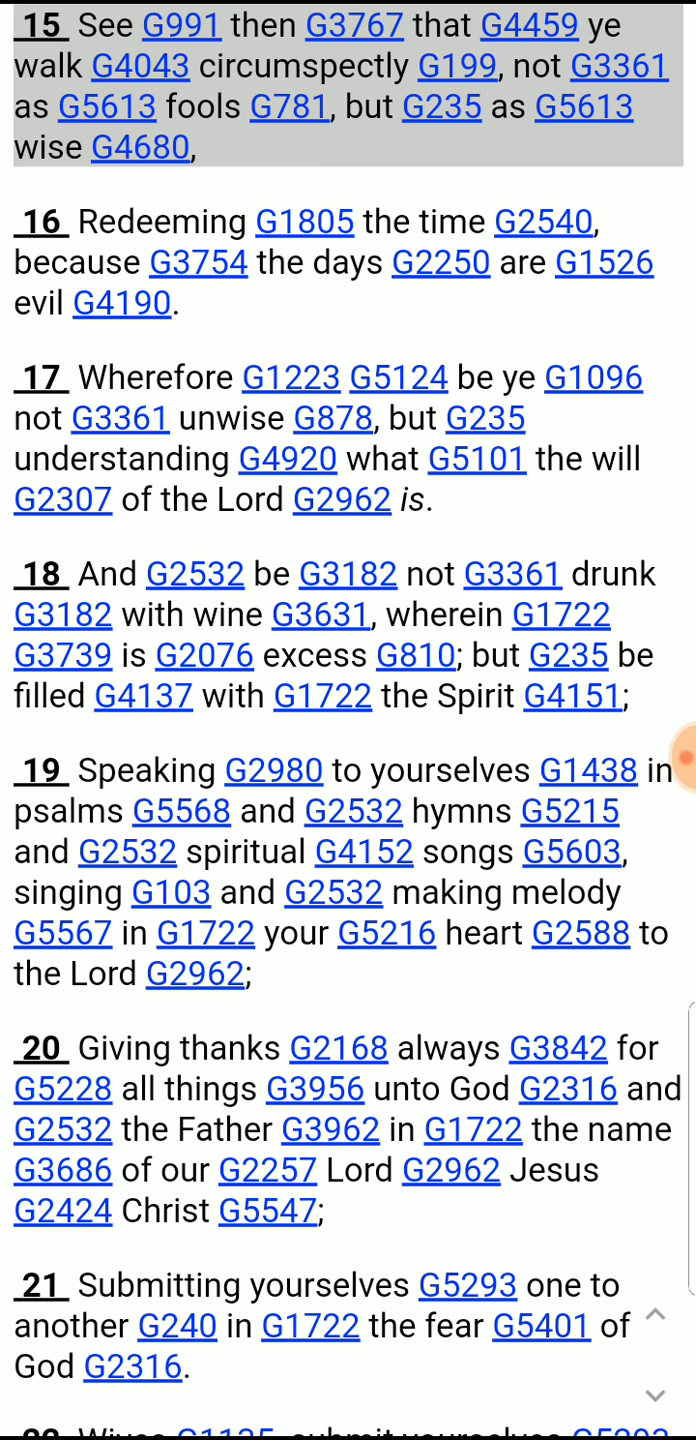 15 See G991 then G3767 that G4459 ye
walk G4043 circumspectly G199, not G3361
as G5613 fools G781, but G235 as G5613
wise G4680,
16 Redeeming G1805 the time G2540,
because G3754 the days G2250 are G1526
evil G4190.
17 Wherefore G1223 G5124 be ye G1096
not G3361 unwise G878, but G235
understanding G4920 what G5101 the will
G2307 of the Lord G2962 is.
18 And G2532 be G3182 not G3361 drunk
G3182 with wine G3631, wherein G1722
G3739 is G2076 excess G810; but G235 be
filled G4137 with G1722 the Spirit G4151;
19 Speaking G2980 to yourselves G1438 in
psalms G5568 and G2532 hymns G5215
and G2532 spiritual G4152 songs G5603,
singing G103 and G2532 making melody
G5567 in G1722 your G5216 heart G2588 to
the Lord G2962;
20 Giving thanks G2168 always G3842 for
G5228 all things G3956 unto God G2316 and
G2532 the Father G3962 in G1722 the name
G3686 of our G2257 Lord G2962 Jesus
G2424 Christ G5547;
21 Submitting yourselves G5293 one to
another G240 in G1722 the fear G5401 of
God G2316.
22 Wives G1135, submit yourselves G5293